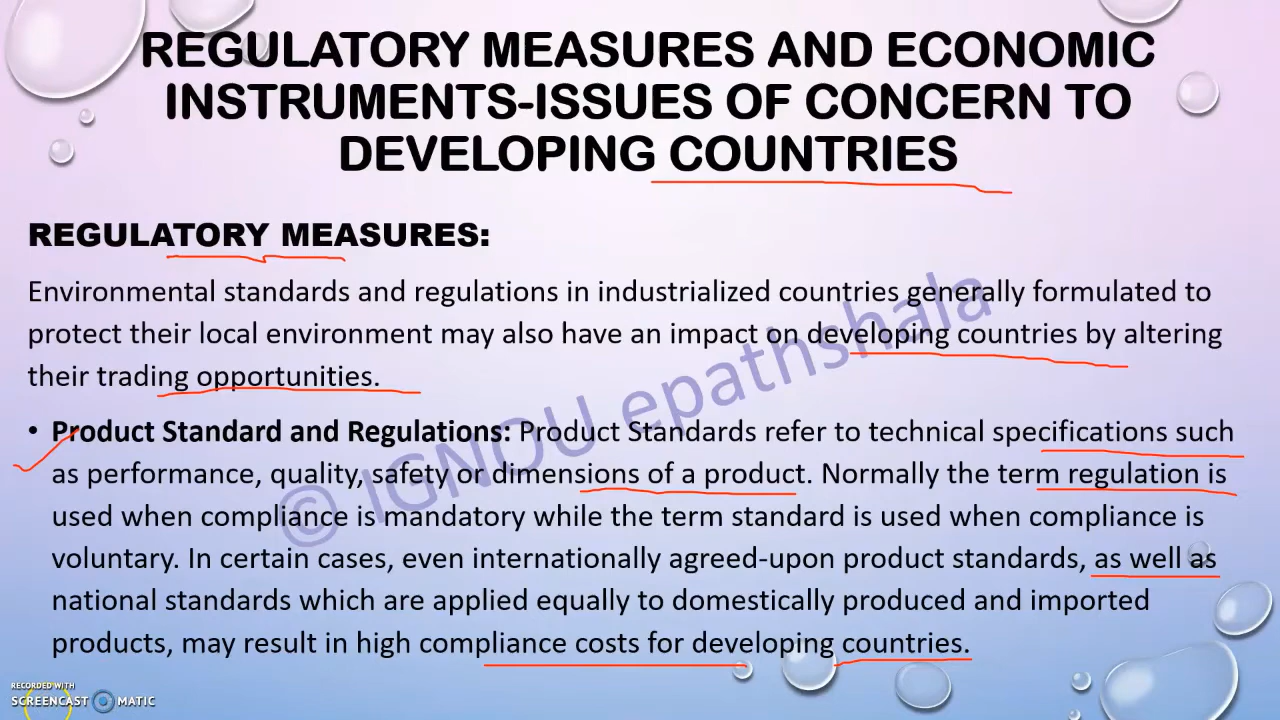 REGULATORY MEASURES AND ECONOMIC
INSTRUMENTS-ISSUES OF CONCERN TO
DEVELOPING COUNTRIES
REGULATORY MEASURES:
Environmental standards and regulations in industrialized countries generally formulated to
protect their local environment may also have an impact on developing countries by altering
their trading opportunities.
• Product Standard and Regulations: Product Standards refer to technical specifications such
as performance, quality, safety or dimensions of a product. Normally the term regulation is
used when compliance is mandatory while the term standard is used when compliance is
voluntary. In certain cases, even internationally agreed-upon product standards, as well as
national standards which are applied equally to domestically produced and imported
products, may result in high compliance costs for developing countries.
© IGNOU epathshala
RECORDED WITH
SCREENCAST MATIC